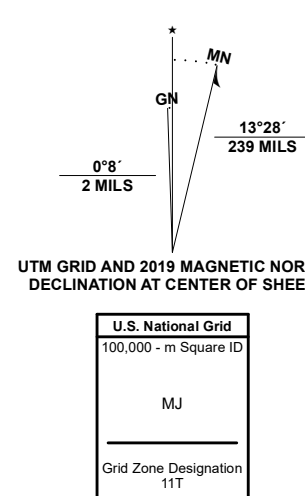 ★
MN
GN
13°28´
239 MILS
0°8´
2 MILS
UTM GRID AND 2019 MAGNETIC NOR
DECLINATION AT CENTER OF SHEE
U.S. National Grid
100,000 - m Square ID
MJ
Grid Zone Designation
11T